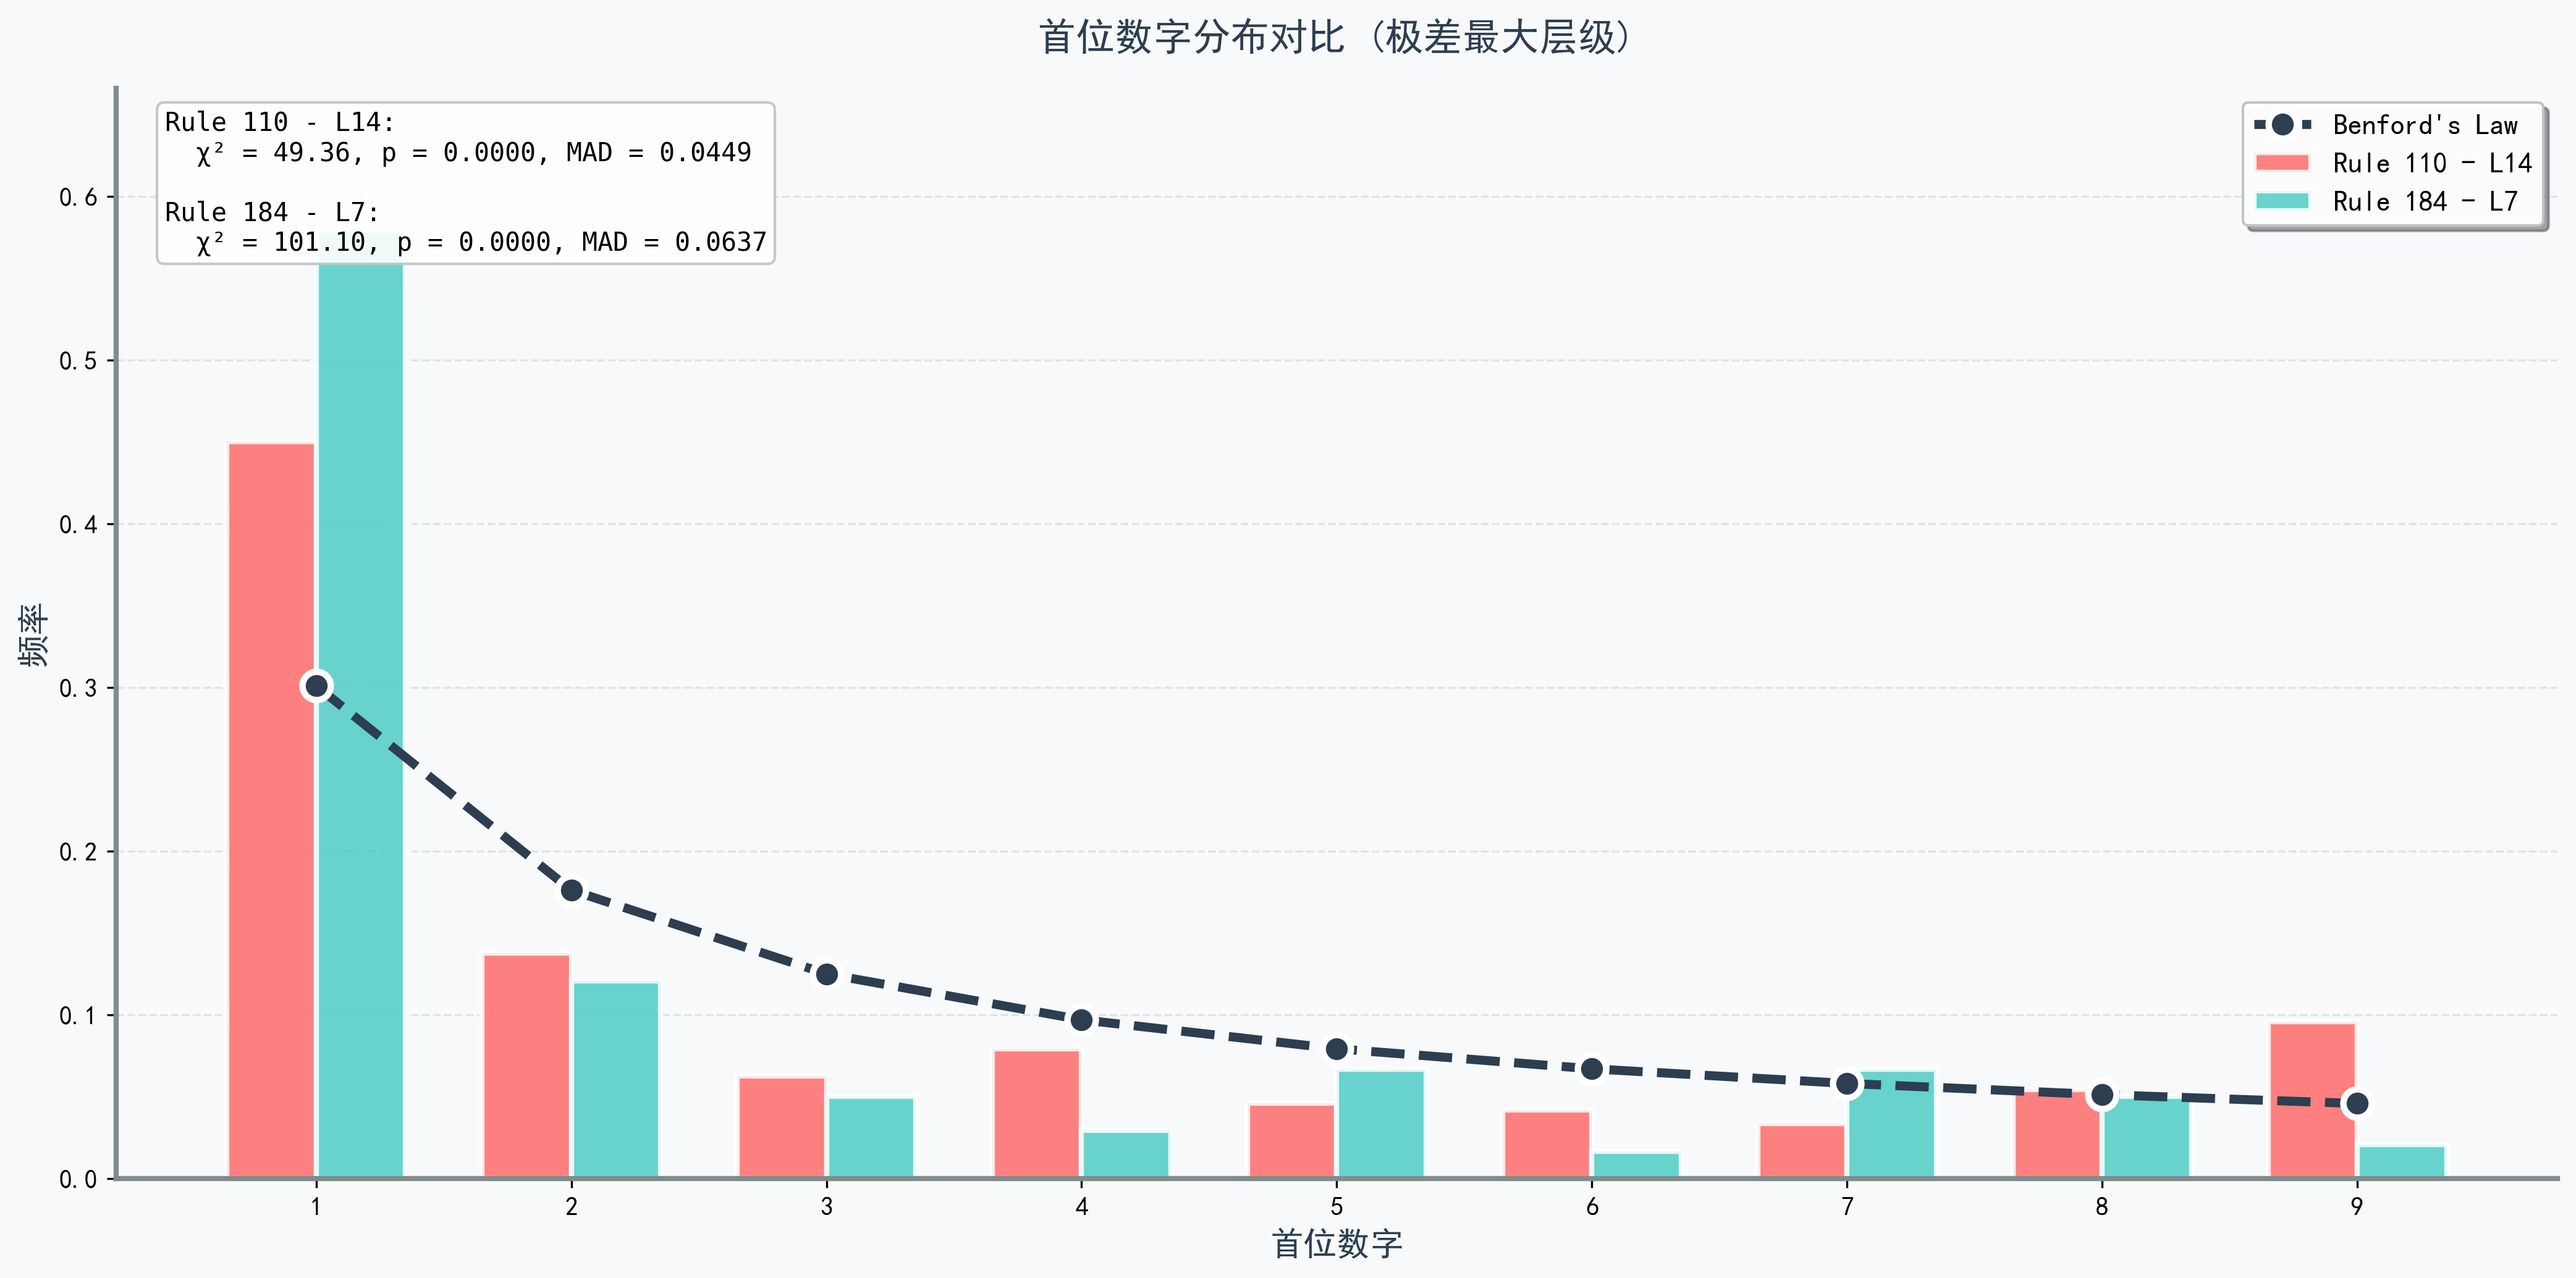 首位数字分布对比（极差最大层级）
Rule 110 - L14:
χ² = 49.36, p = 0.0000, MAD = 0.0449
Rule 184 - L7:
χ² = 101.10, p = 0.0000, MAD = 0.0637
Benford's Law
Rule 110 - L14
Rule 184 - L7
频率
0.6
0.5
0.4
0.3
0.2
0.1
0.0
1 2 3 4 5 6 7 8 9
首位数字